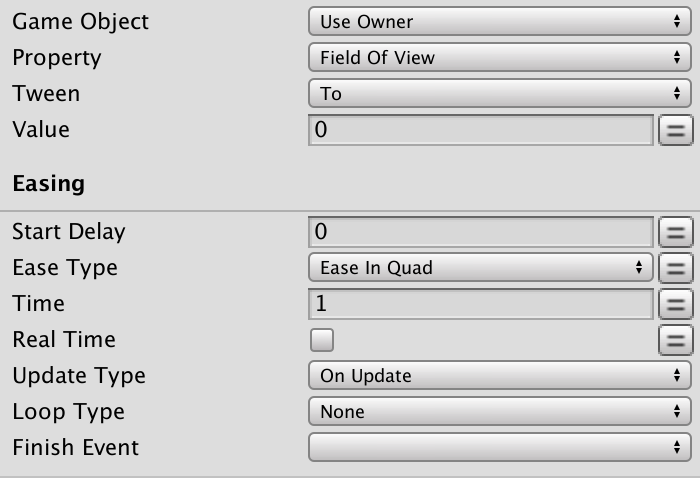 Game Object Use Owner
Property Field Of View
Tween To
Value 0
Easing
Start Delay 0
Ease Type Ease In Quad
Time 1
Real Time
Update Type On Update
Loop Type None
Finish Event